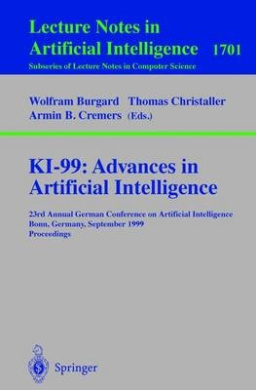 Lecture Notes in
Artificial Intelligence 1701
Subseries of Lecture Notes in Computer Science
Wolfram Burgard Thomas Christaller
Armin B. Cremers (Eds.)
KI-99: Advances in
Artificial Intelligence
23rd Annual German Conference on Artificial Intelligence
Bonn, Germany, September 1999
Proceedings
Springer